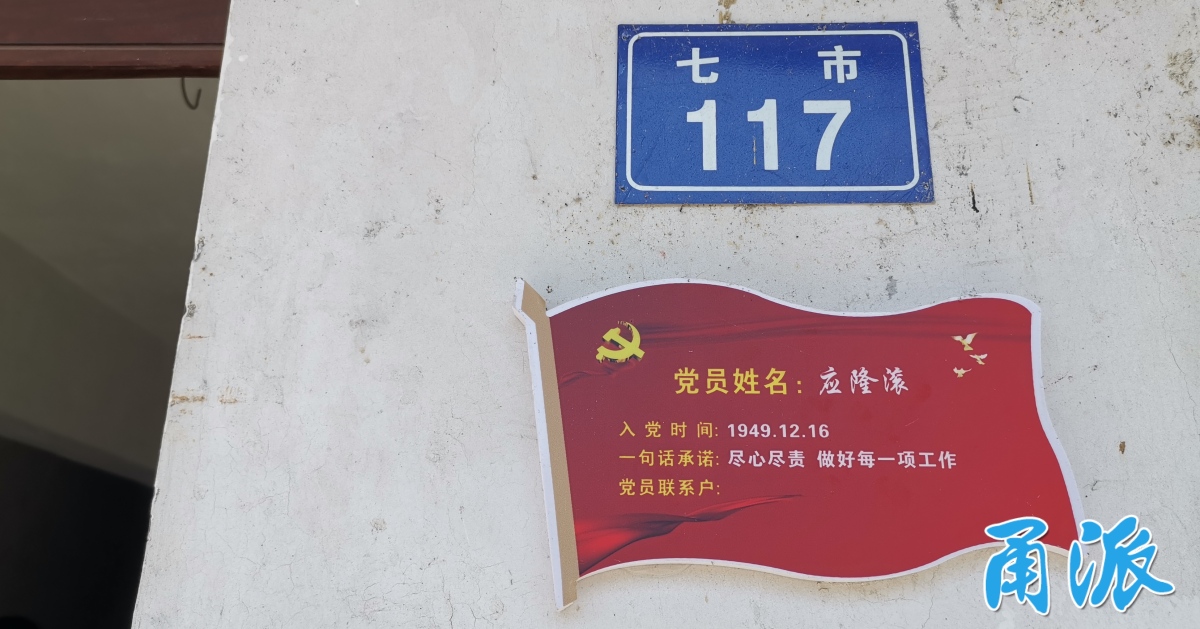 七 市
117
党员姓名: 应隆滚
入党时间: 1949.12.16
一句话承诺: 尽心尽责 做好每一项工作
党员联系户:
甬派